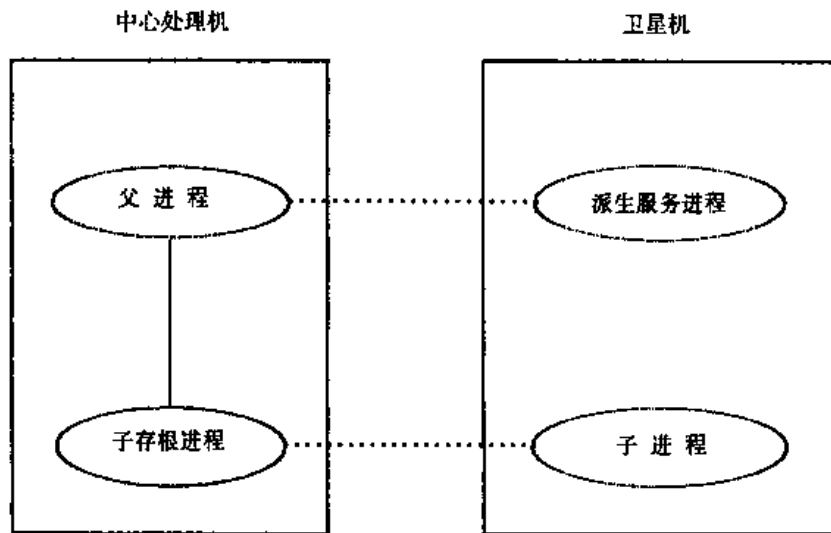 中心处理机
卫星机
父 进 程
派生服务进程
子存根进程
子 进 程